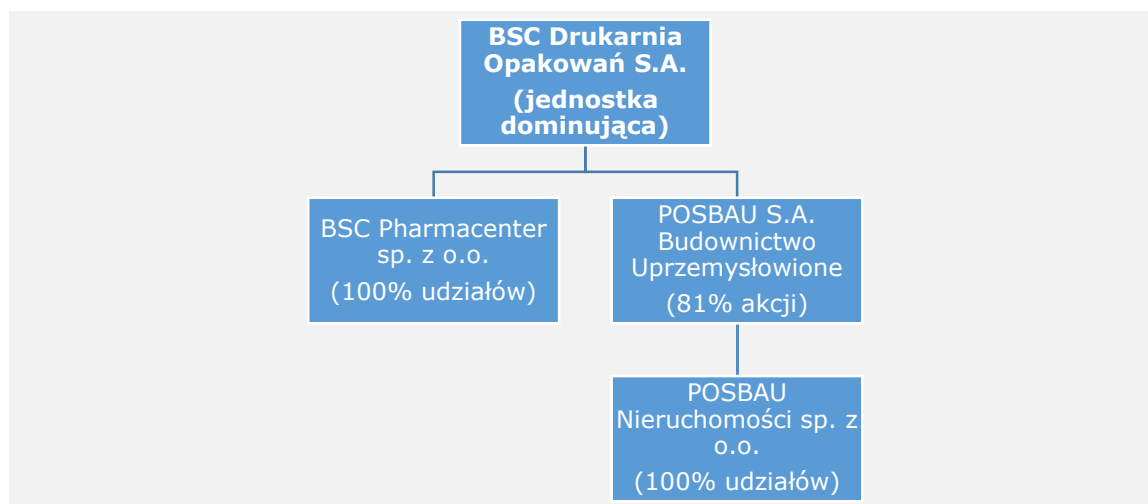 BSC Drukarnia
Opakowań S.A.
(jednostka
dominująca)
BSC Pharmacenter
sp. z o.o.
(100% udziałów)
POSBAU S.A.
Budownictwo
Uprzemysłowione
(81% akcji)
POSBAU
Nieruchomości sp. z
o.o.
(100% udziałów)